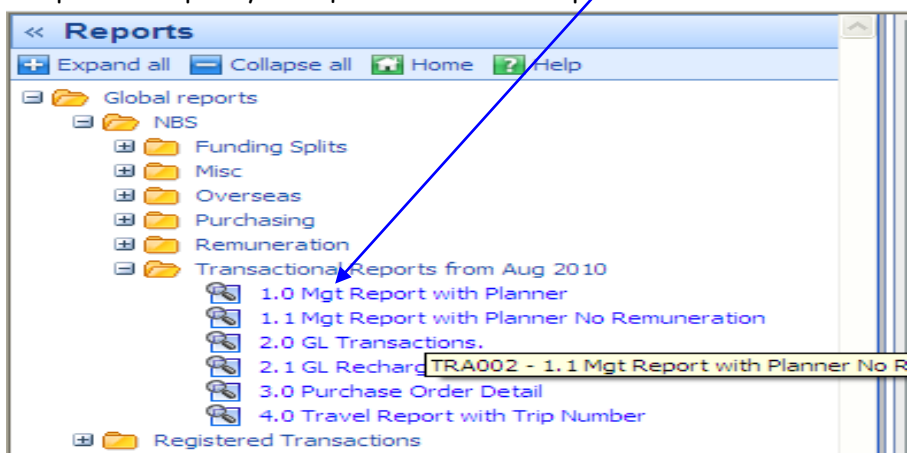 « Reports
Expand all Collapse all Home Help
Global reports
NBS
Funding Splits
Misc
Overseas
Purchasing
Remuneration
Transactional Reports from Aug 2010
1.0 Mgt Report with Planner
1.1 Mgt Report with Planner No Remuneration
2.0 GL Transactions.
2.1 GL Recharg TRA002 - 1.1 Mgt Report with Planner No R
3.0 Purchase Order Detail
4.0 Travel Report with Trip Number
Registered Transactions